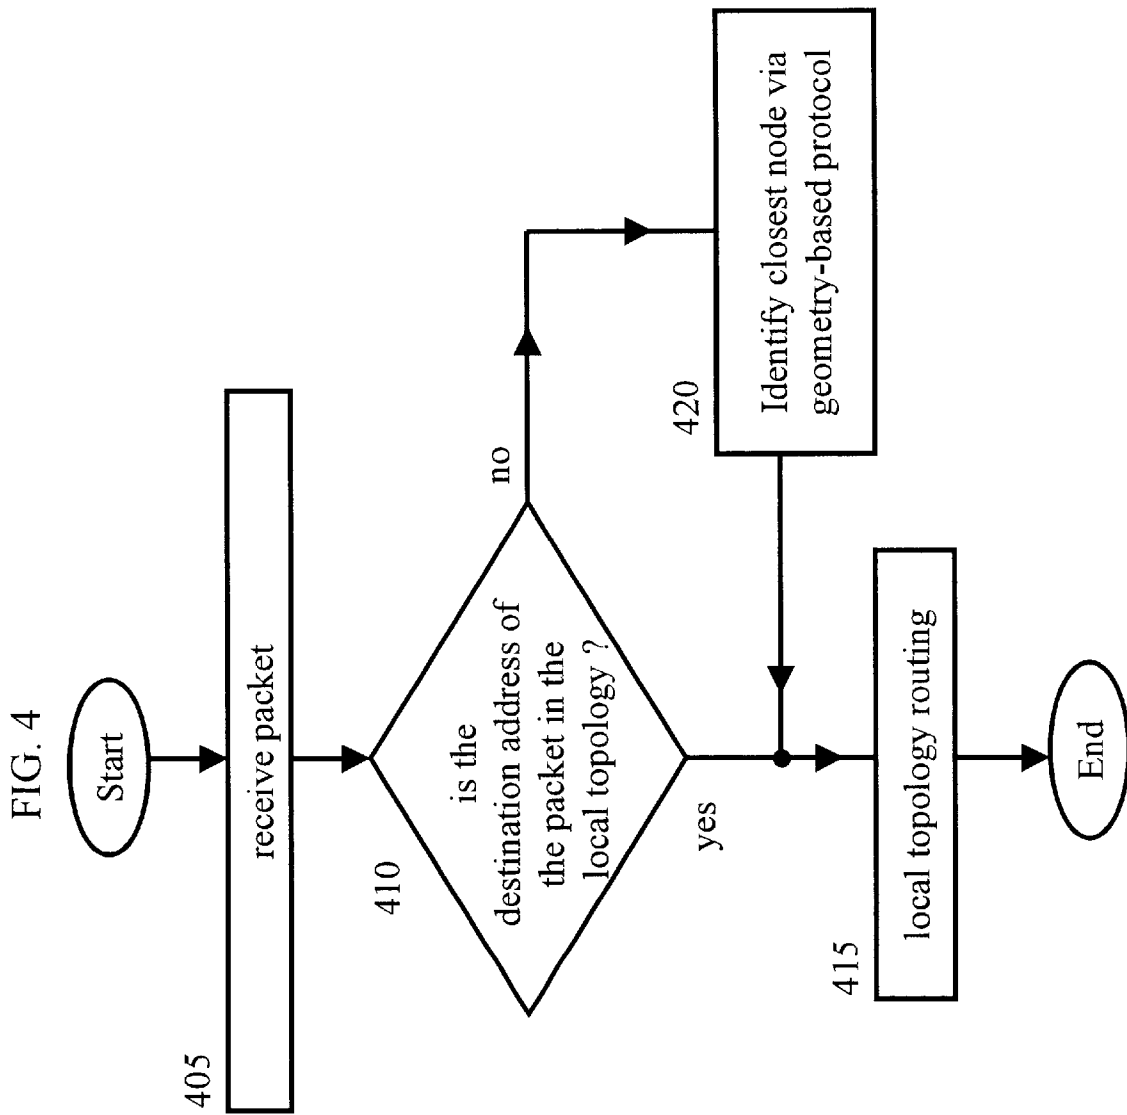 FIG. 4
Start
405
receive packet
410
is the
destination address of
the packet in the
local topology ?
no
yes
420
Identify closest node via
geometry-based protocol
415
local topology routing
End